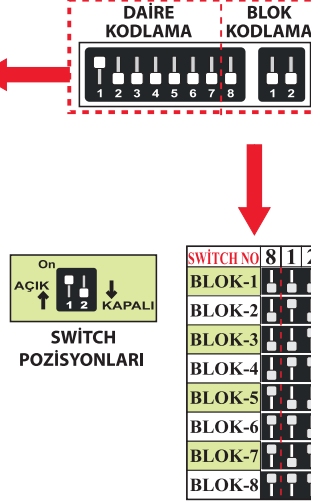 DAİRE
KODLAMA
BLOK
KODLAMA
1 2 3 4 5 6 7 8
1 2
On
AÇIK
KAPALI
1 2
SWİTCH
POZİSYONLARI
SWİTCH NO 8 1 2
BLOK-1
BLOK-2
BLOK-3
BLOK-4
BLOK-5
BLOK-6
BLOK-7
BLOK-8